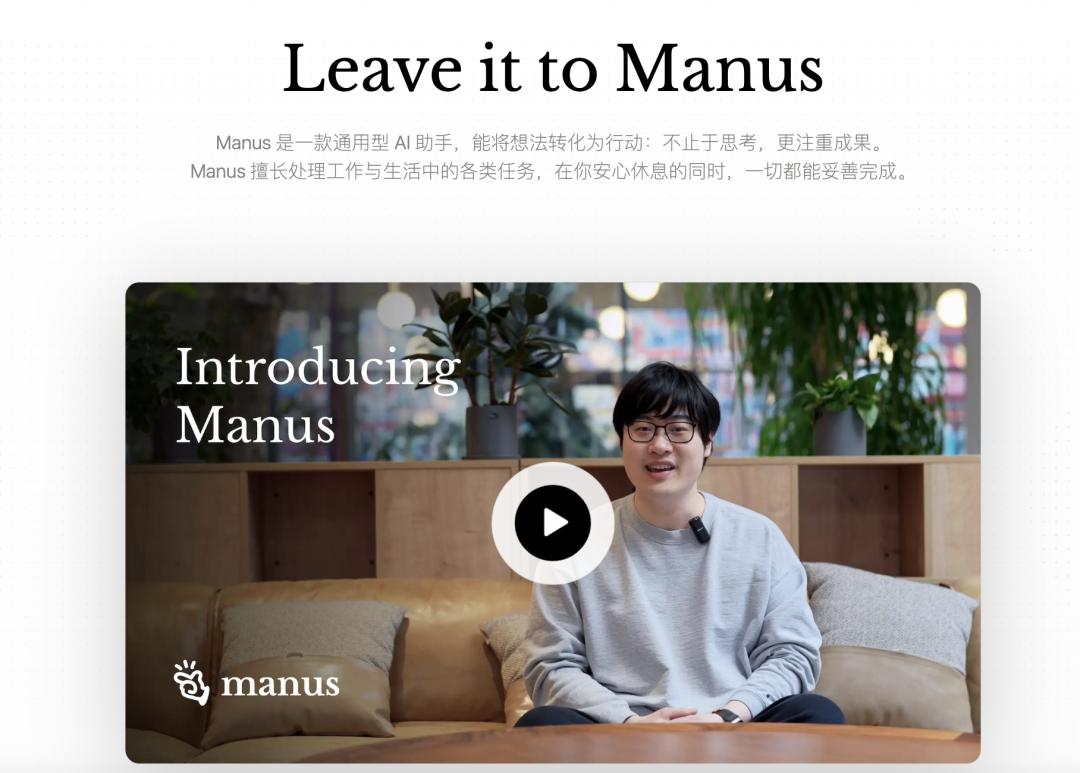 Leave it to Manus
Manus 是一款通用型 AI 助手，能将想法转化为行动：不止于思考，更注重成果。
Manus 擅长处理工作与生活中的各类任务，在你安心休息的同时，一切都能妥善完成。
Introducing
Manus
manus